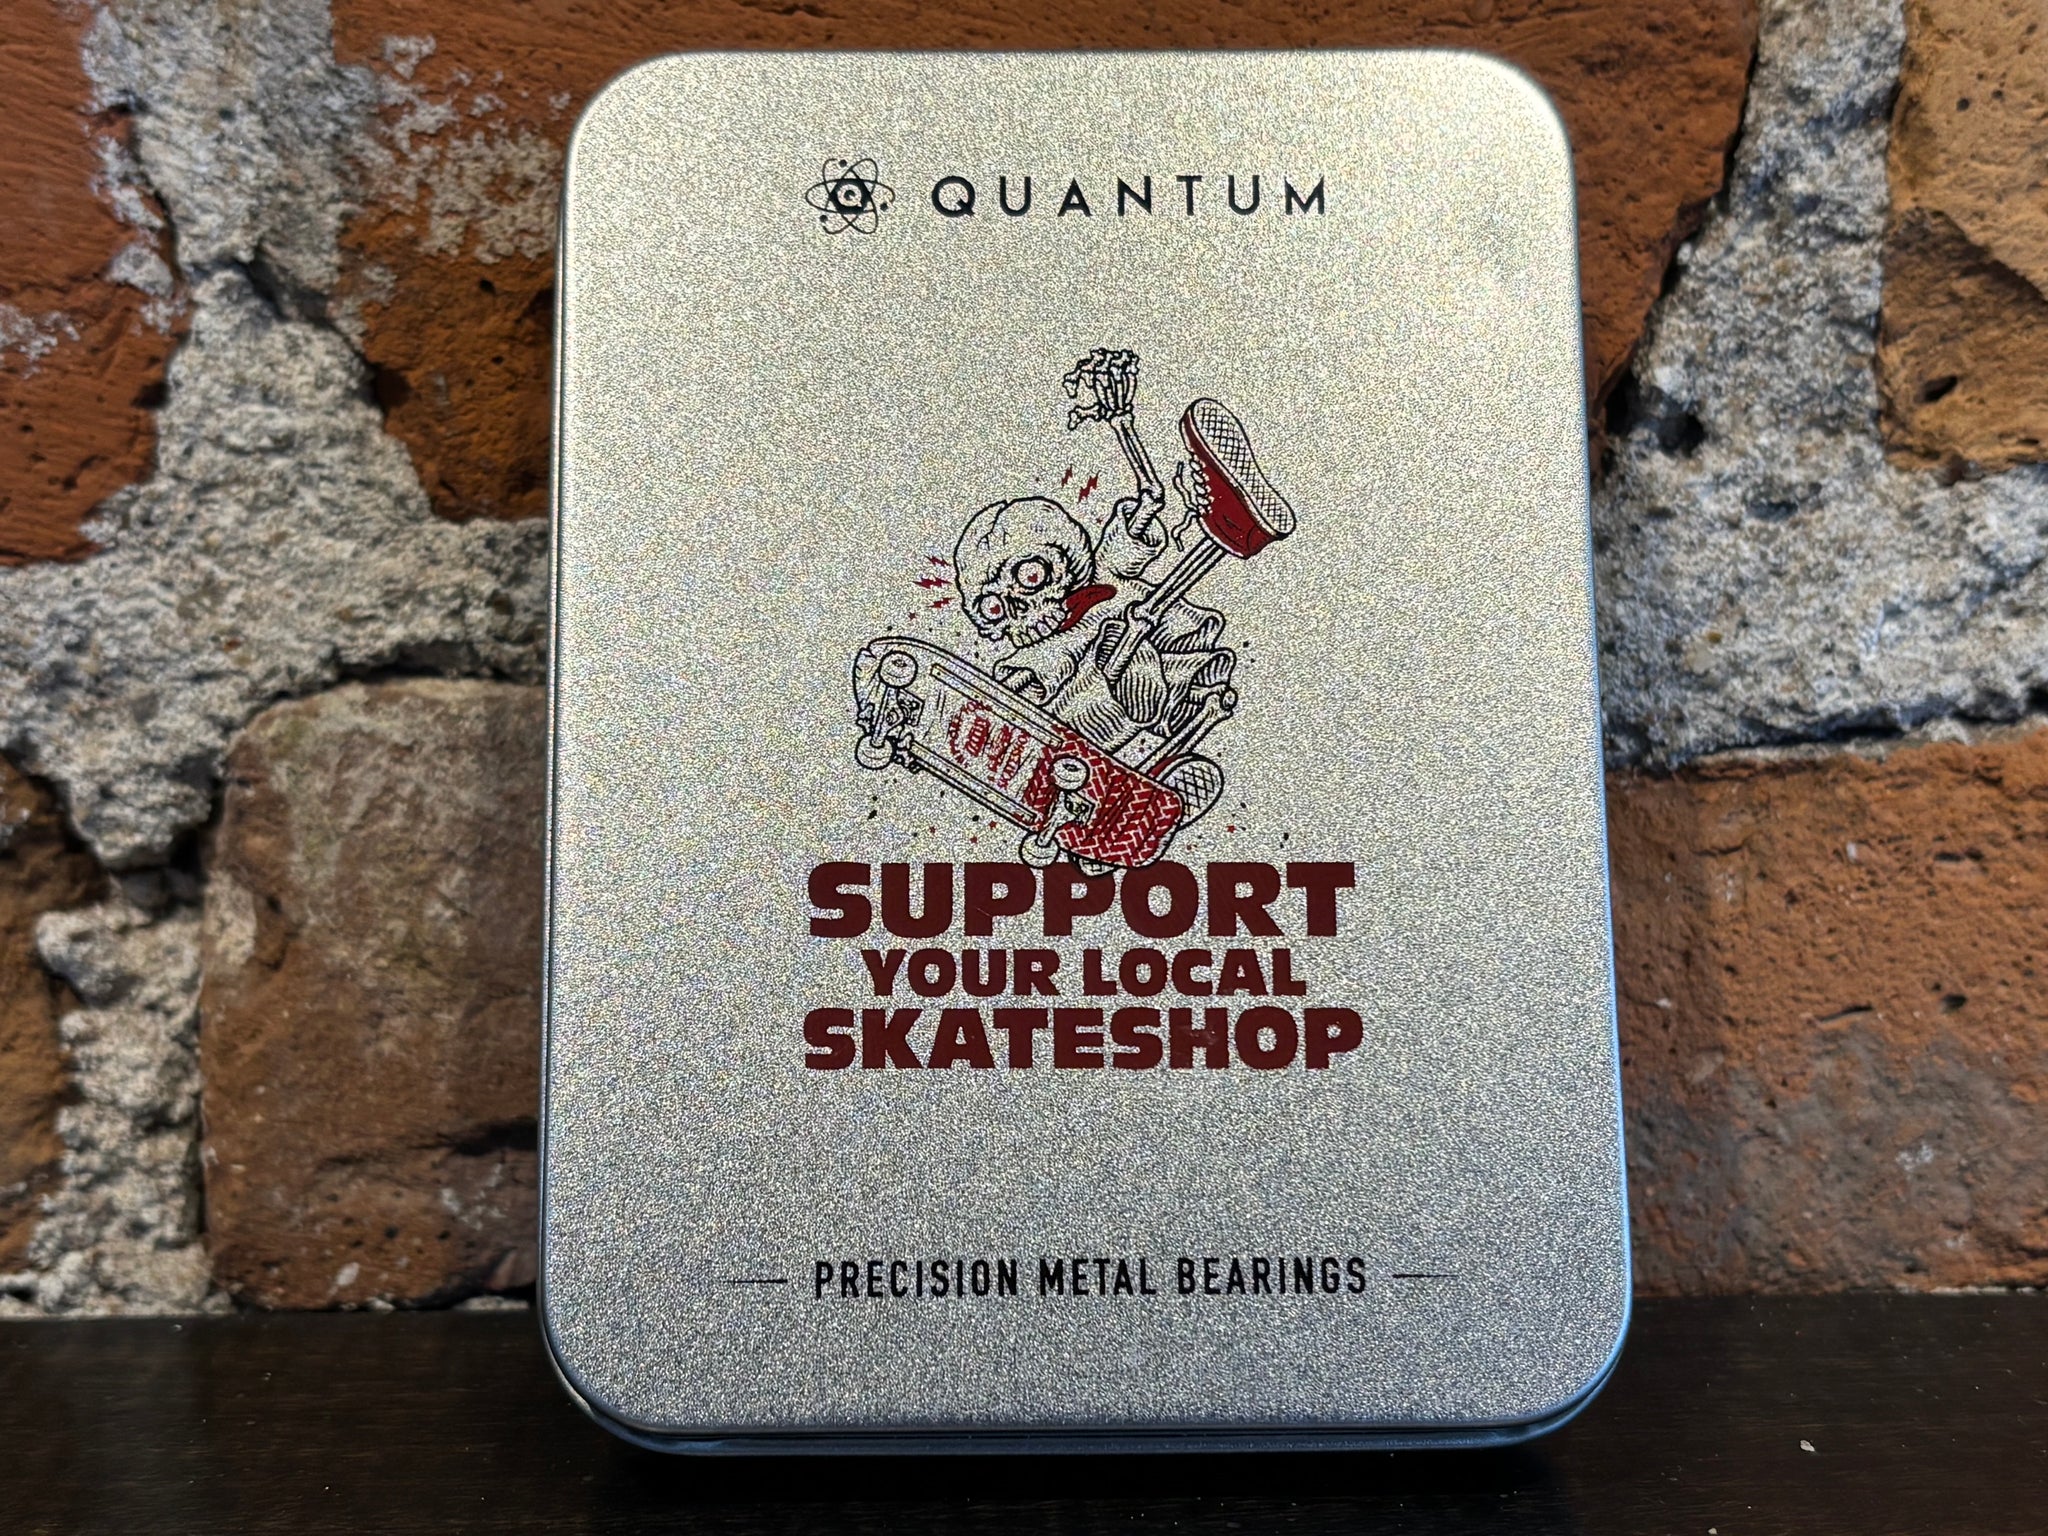 QUANTUM
SUPPORT
YOUR LOCAL
SKATESHOP
PRECISION METAL BEARINGS